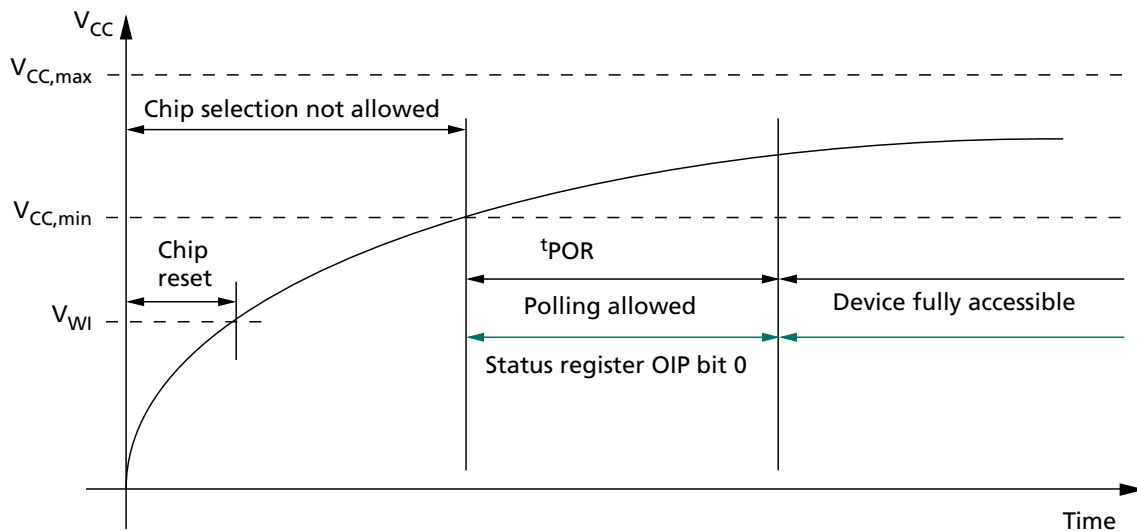 VCC
VCC,max
Chip selection not allowed
VCC,min
Chip
reset
tPOR
Polling allowed
Device fully accessible
VWI
Status register OIP bit 0
Time